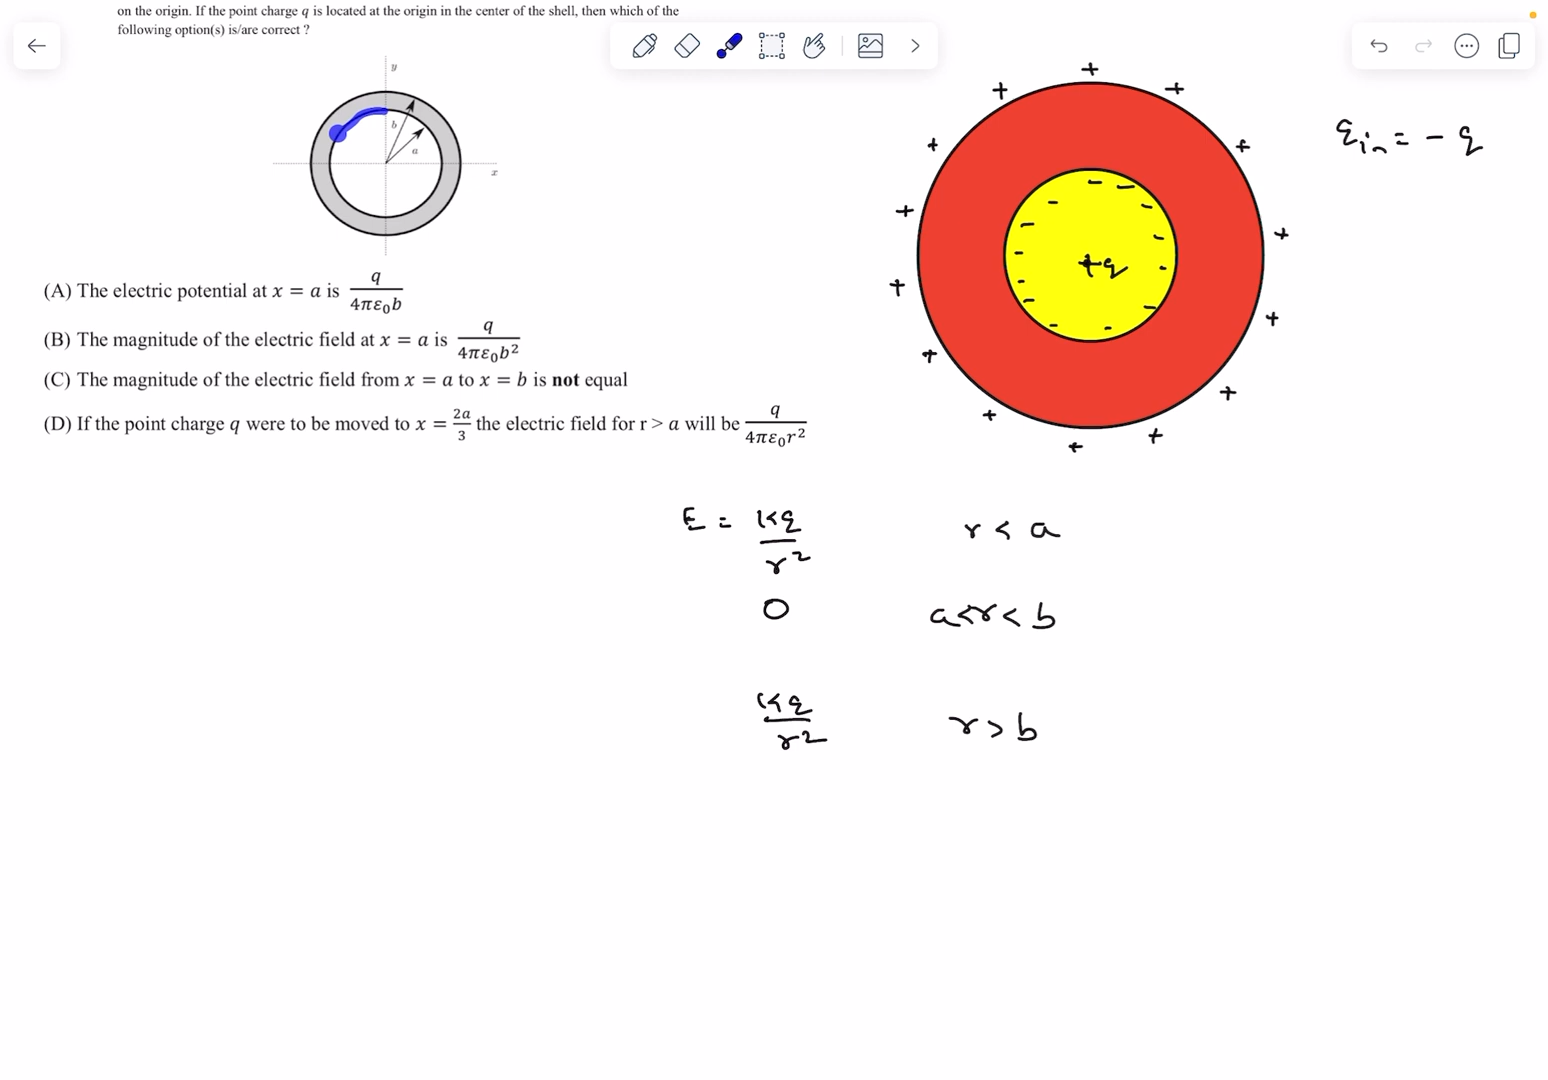 on the origin. If the point charge q is located at the origin in the center of the shell, then which of the
following option(s) is/are correct ?
y
b
a
x
(A) The electric potential at x = a is q/4πε₀b
(B) The magnitude of the electric field at x = a is q/4πε₀b²
(C) The magnitude of the electric field from x = a to x = b is not equal
(D) If the point charge q were to be moved to x = 2a/3 the electric field for r > a will be q/4πε₀r²
+q
q_in = - q
E = kq/r² r < a
0 a<r< b
kq/r² r > b